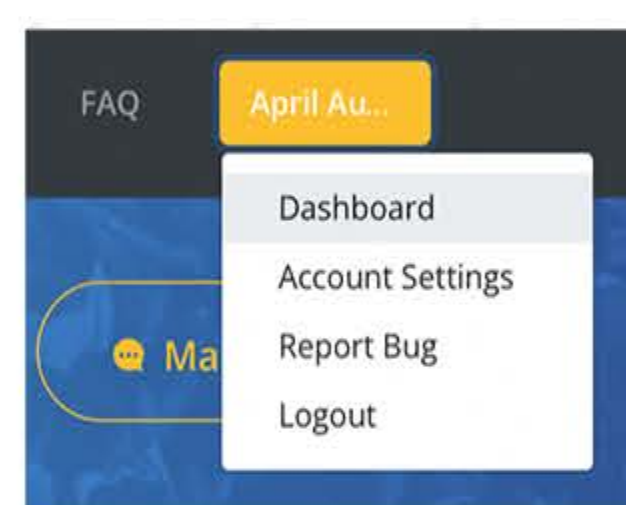 FAQ
April Au...
Dashboard
Account Settings
Report Bug
Logout
Ma